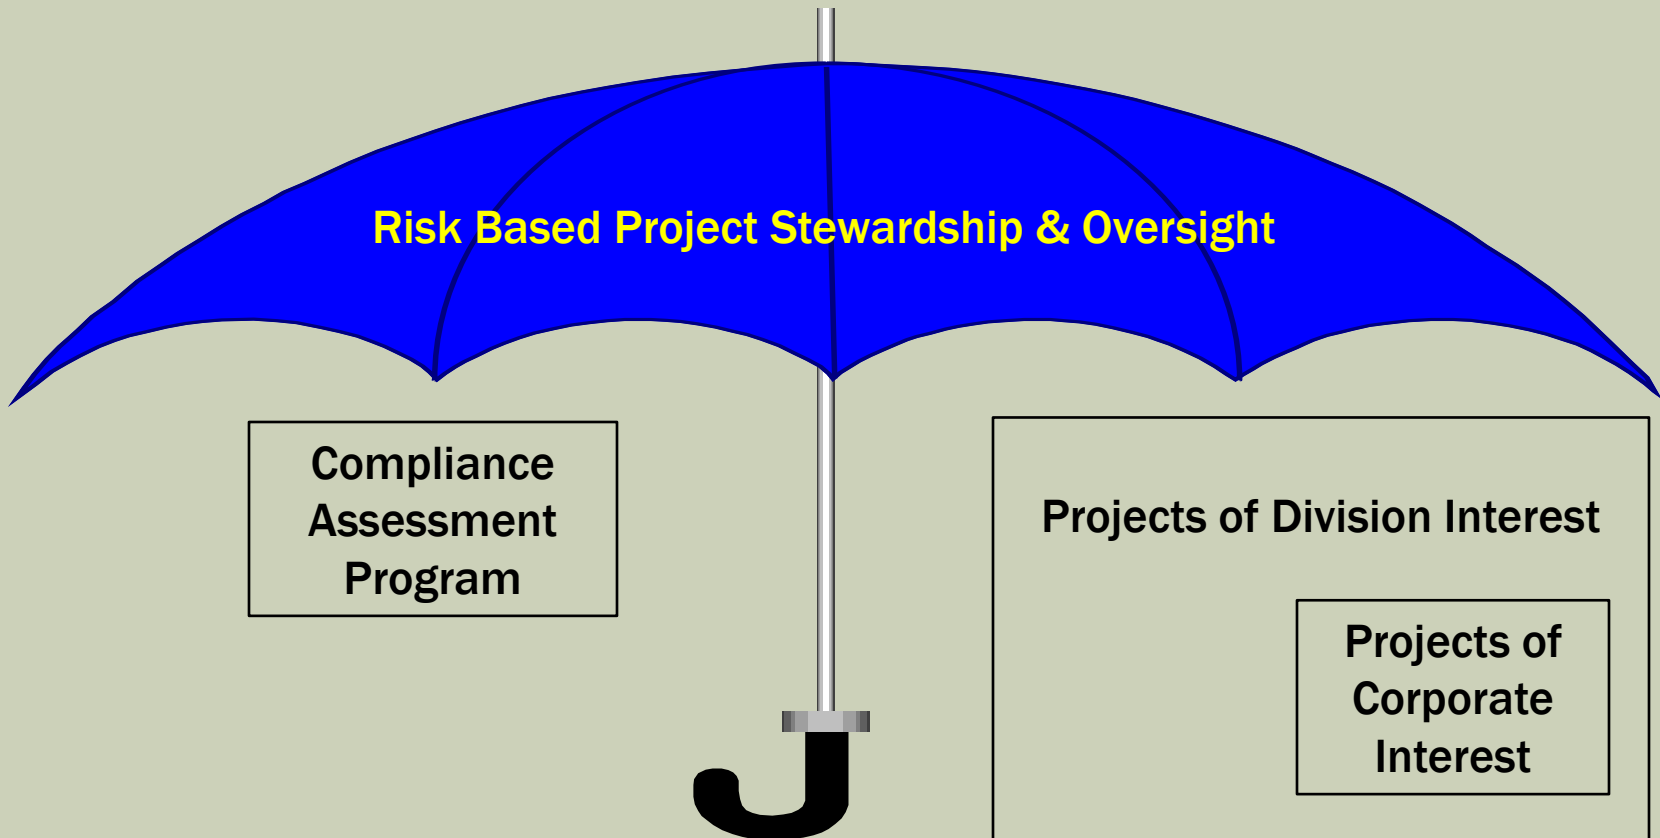 Risk Based Project Stewardship & Oversight
Compliance
Assessment
Program
Projects of Division Interest
Projects of
Corporate
Interest